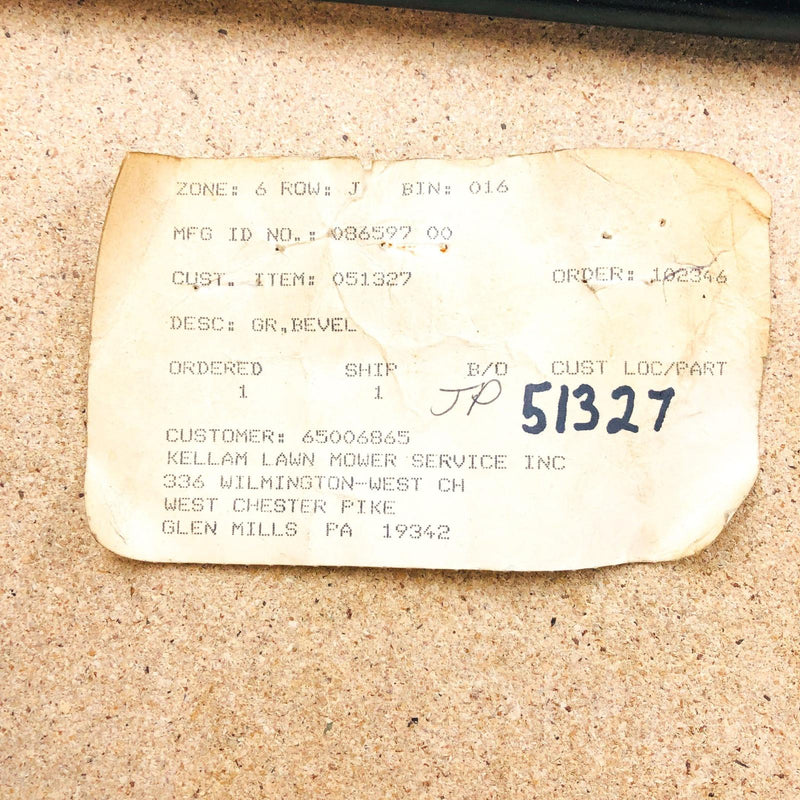 ZONE: 6 ROW: J BIN: 016
MFG ID NO.: 086597 00
CUST. ITEM: 051327 ORDER: 102346
DESC: GR,BEVEL
ORDERED SHIP B/O CUST LOC/PART
1 1 JP 51327
CUSTOMER: 65006865
KELLAM LAWN MOWER SERVICE INC
336 WILMINGTON-WEST CH
WEST CHESTER PIKE
GLEN MILLS PA 19342